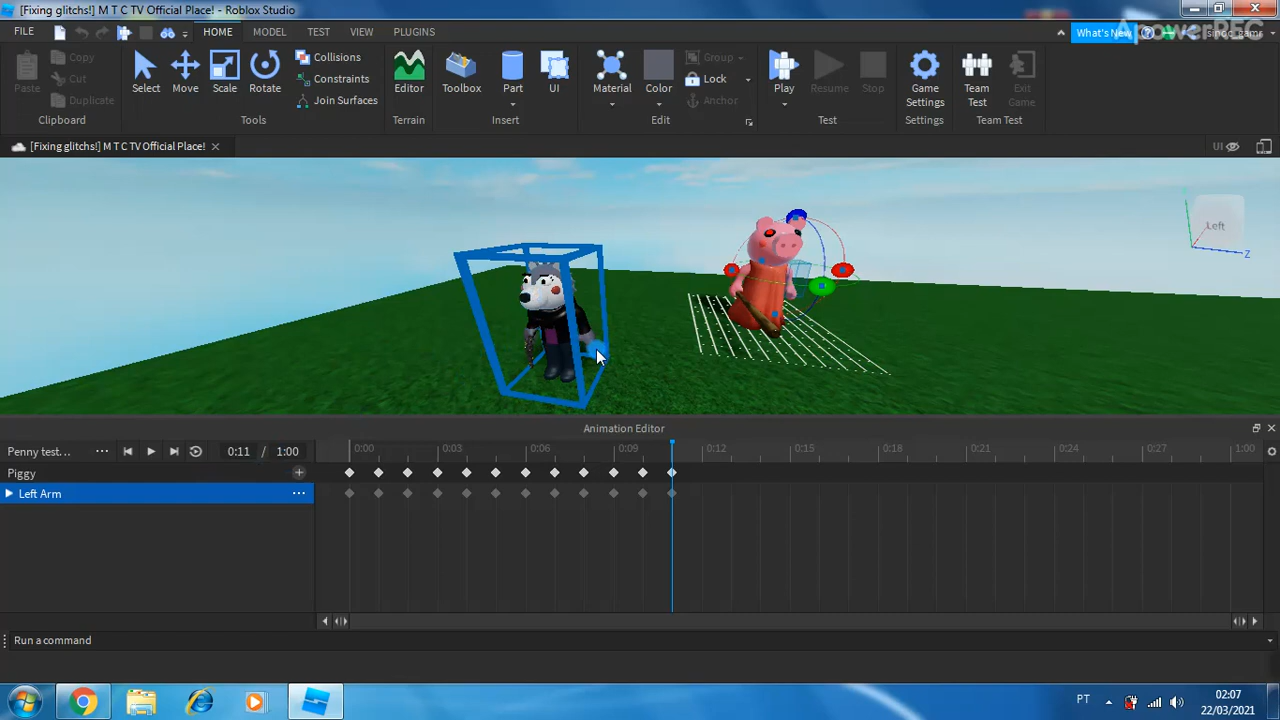 [Fixing glitchs!] M T C TV Official Place! - Roblox Studio
ApowerREC
FILE HOME MODEL TEST VIEW PLUGINS What's New
Paste Copy Cut Duplicate
Select Move Scale Rotate
Collisions
Constraints
Join Surfaces
Editor Toolbox Part UI Material Color
Group
Lock
Anchor
Play Resume Stop Game Settings Team Test Exit Game
Clipboard Tools Terrain Insert Edit Test Settings Team Test
[Fixing glitchs!] M T C TV Official Place! UI
Left
Z
Animation Editor
Penny test... 0:11 / 1:00 0:00 0:03 0:06 0:09 0:12 0:15 0:18 0:21 0:24 0:27 1:00
Piggy
Left Arm
Run a command
PT 02:07
22/03/2021